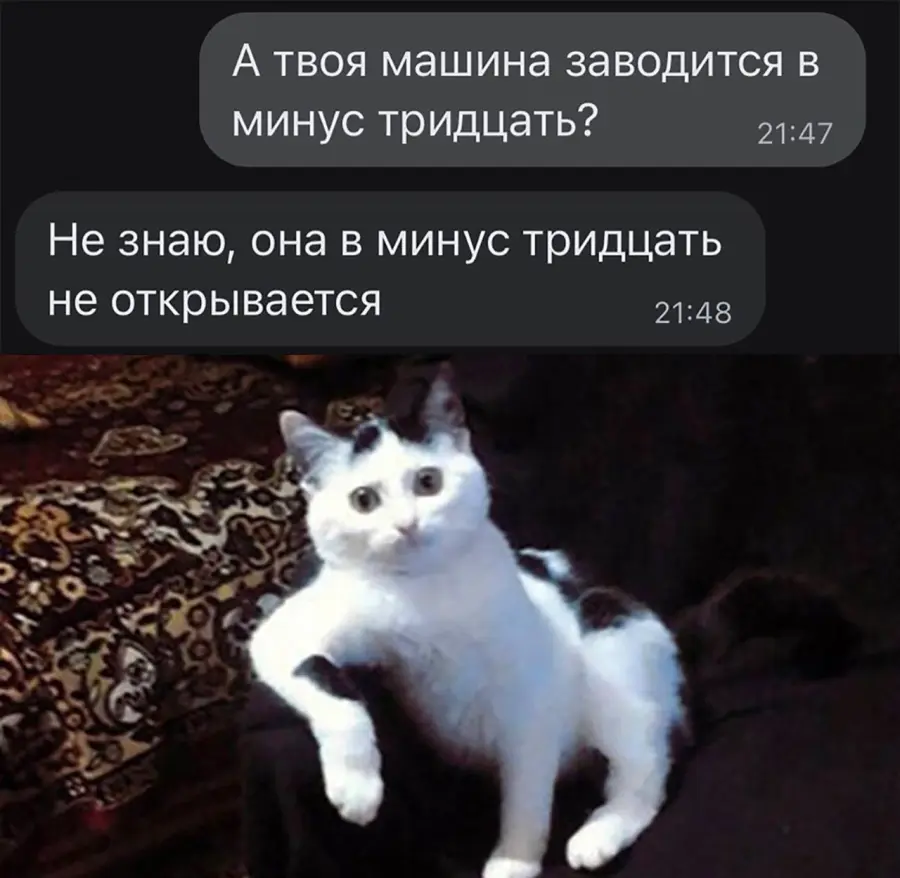 А твоя машина заводится в
минус тридцать?
21:47
Не знаю, она в минус тридцать
не открывается
21:48